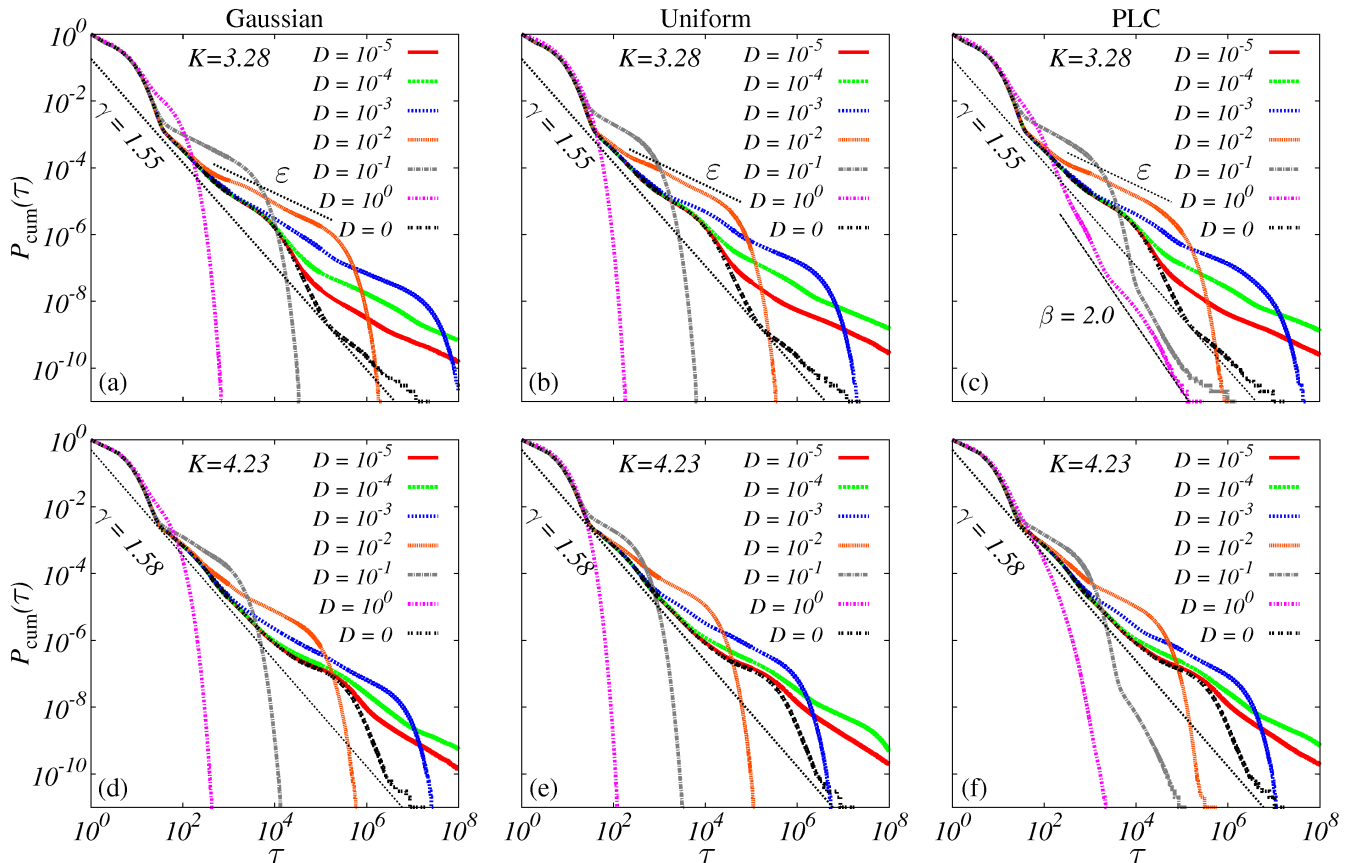 Gaussian
Uniform
PLC
10^0
10^-2
10^-4
10^-6
10^-8
10^-10
P_cum(τ)
K=3.28
D = 10^-5
D = 10^-4
D = 10^-3
D = 10^-2
D = 10^-1
D = 10^0
D = 0
γ = 1.55
ε
(a)
K=3.28
D = 10^-5
D = 10^-4
D = 10^-3
D = 10^-2
D = 10^-1
D = 10^0
D = 0
γ = 1.55
ε
(b)
K=3.28
D = 10^-5
D = 10^-4
D = 10^-3
D = 10^-2
D = 10^-1
D = 10^0
D = 0
γ = 1.55
ε
β = 2.0
(c)
10^0
10^-2
10^-4
10^-6
10^-8
10^-10
P_cum(τ)
K=4.23
D = 10^-5
D = 10^-4
D = 10^-3
D = 10^-2
D = 10^-1
D = 10^0
D = 0
γ = 1.58
(d)
10^0 10^2 10^4 10^6 10^8
τ
K=4.23
D = 10^-5
D = 10^-4
D = 10^-3
D = 10^-2
D = 10^-1
D = 10^0
D = 0
γ = 1.58
(e)
10^0 10^2 10^4 10^6 10^8
τ
K=4.23
D = 10^-5
D = 10^-4
D = 10^-3
D = 10^-2
D = 10^-1
D = 10^0
D = 0
γ = 1.58
(f)
10^0 10^2 10^4 10^6 10^8
τ